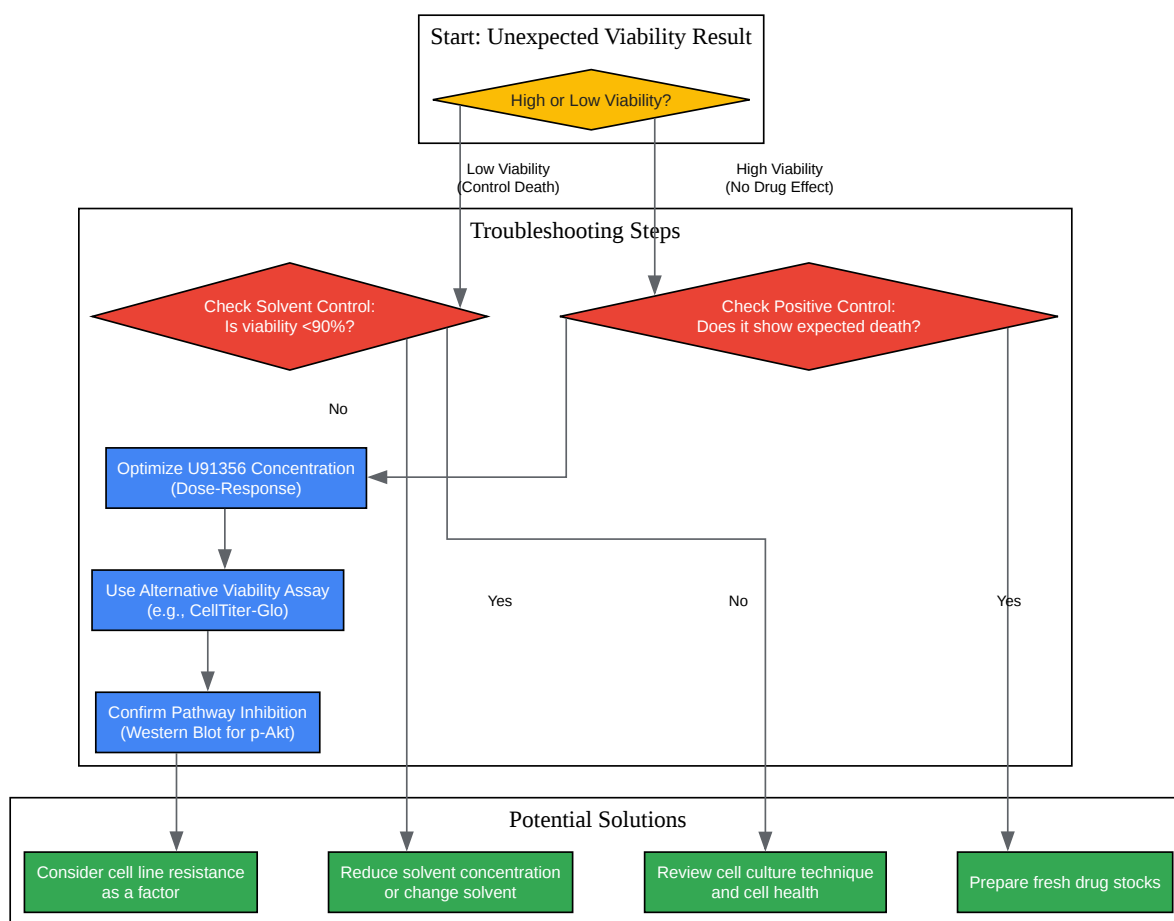 Start: Unexpected Viability Result
High or Low Viability?
Low Viability
(Control Death)
High Viability
(No Drug Effect)
Troubleshooting Steps
Check Solvent Control:
Is viability <90%?
Check Positive Control:
Does it show expected death?
No
Optimize U91356 Concentration
(Dose-Response)
Use Alternative Viability Assay
(e.g., CellTiter-Glo)
Yes
No
Yes
Confirm Pathway Inhibition
(Western Blot for p-Akt)
Potential Solutions
Consider cell line resistance
as a factor
Reduce solvent concentration
or change solvent
Review cell culture technique
and cell health
Prepare fresh drug stocks